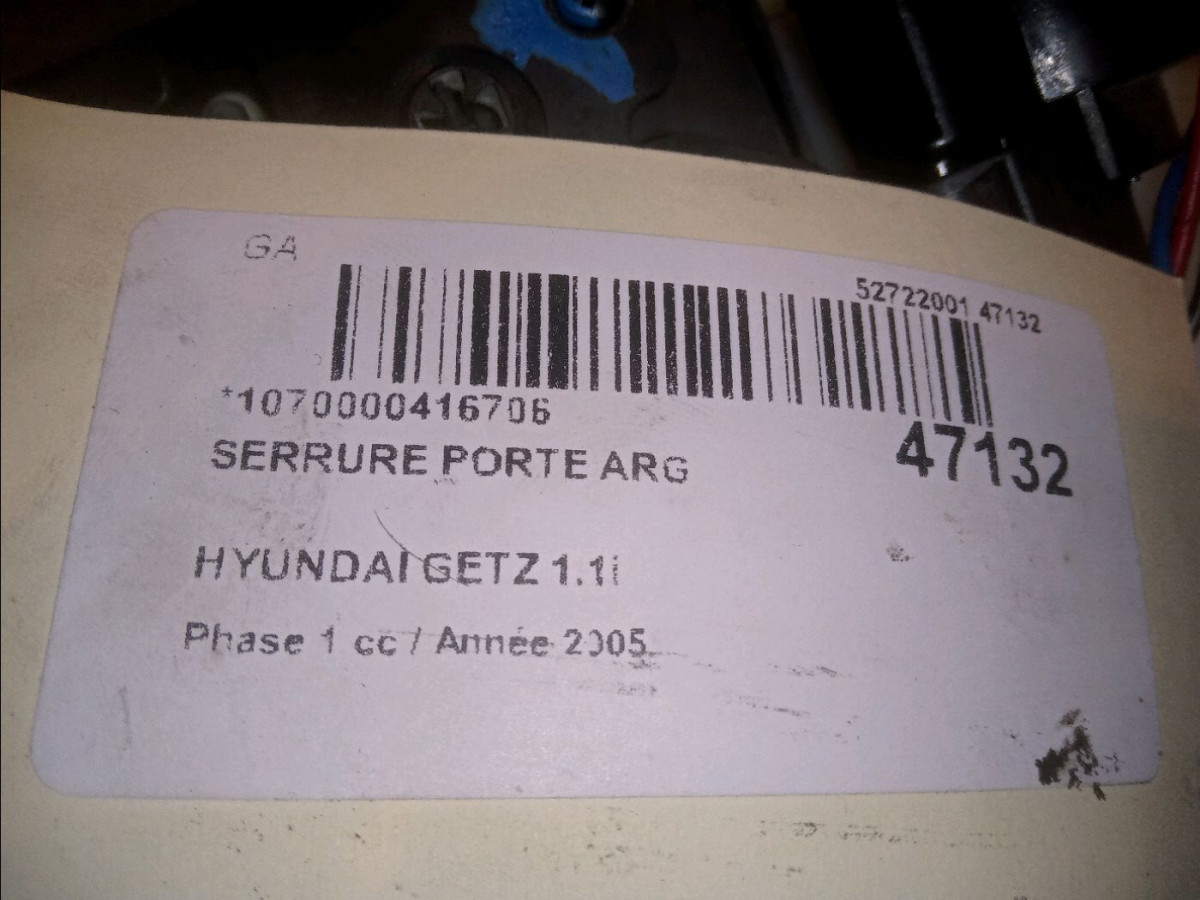 GA
52722001 47132
*1070000416706
47132
SERRURE PORTE ARG
HYUNDAI GETZ 1.1i
Phase 1 cc / Année 2005